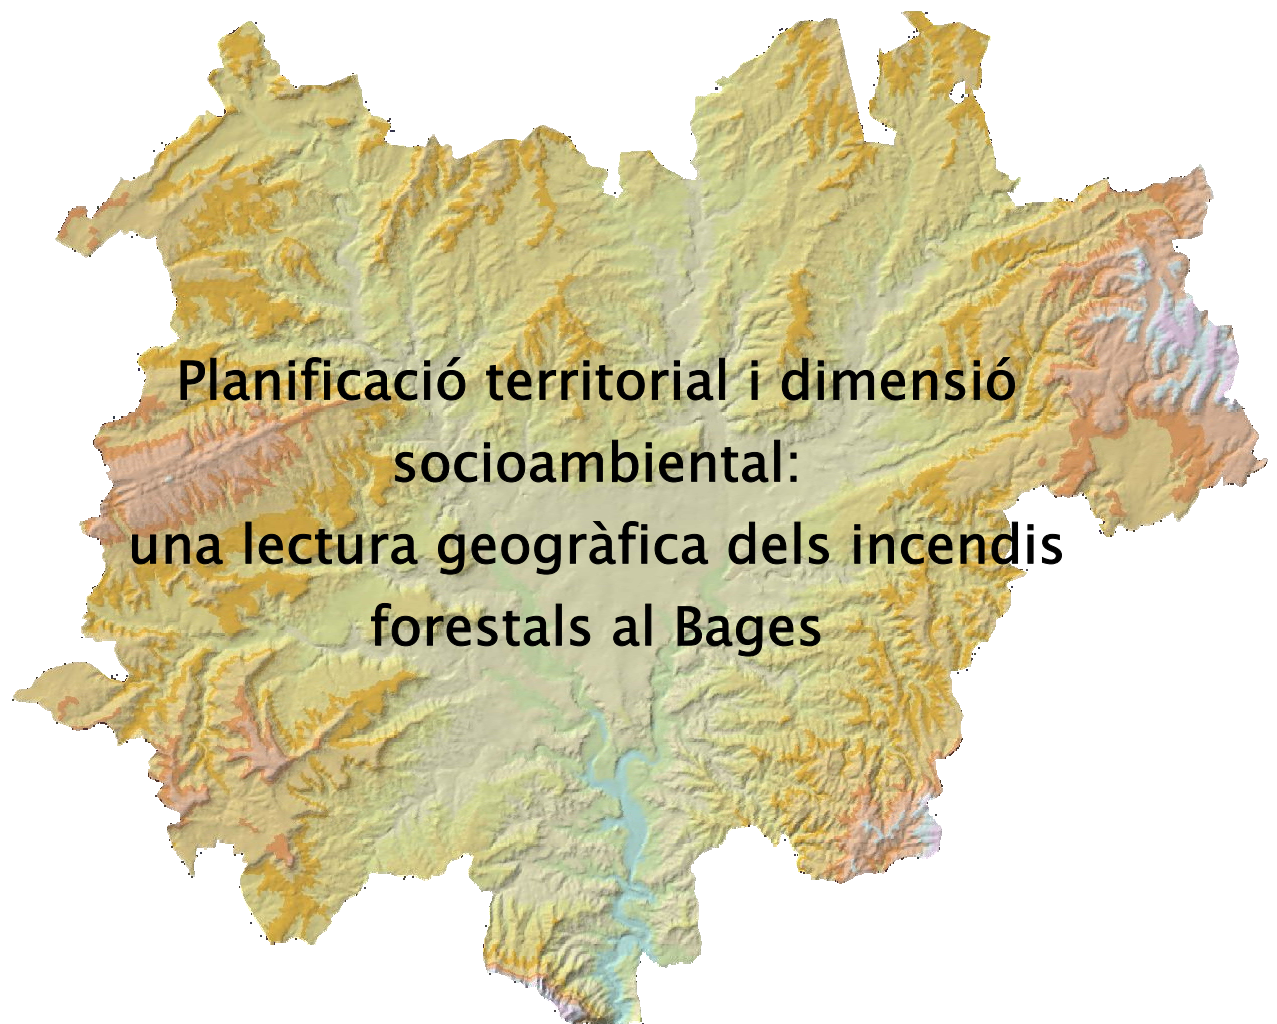 Planificació territorial i dimensió
socioambiental:
una lectura geogràfica dels incendis
forestals al Bages